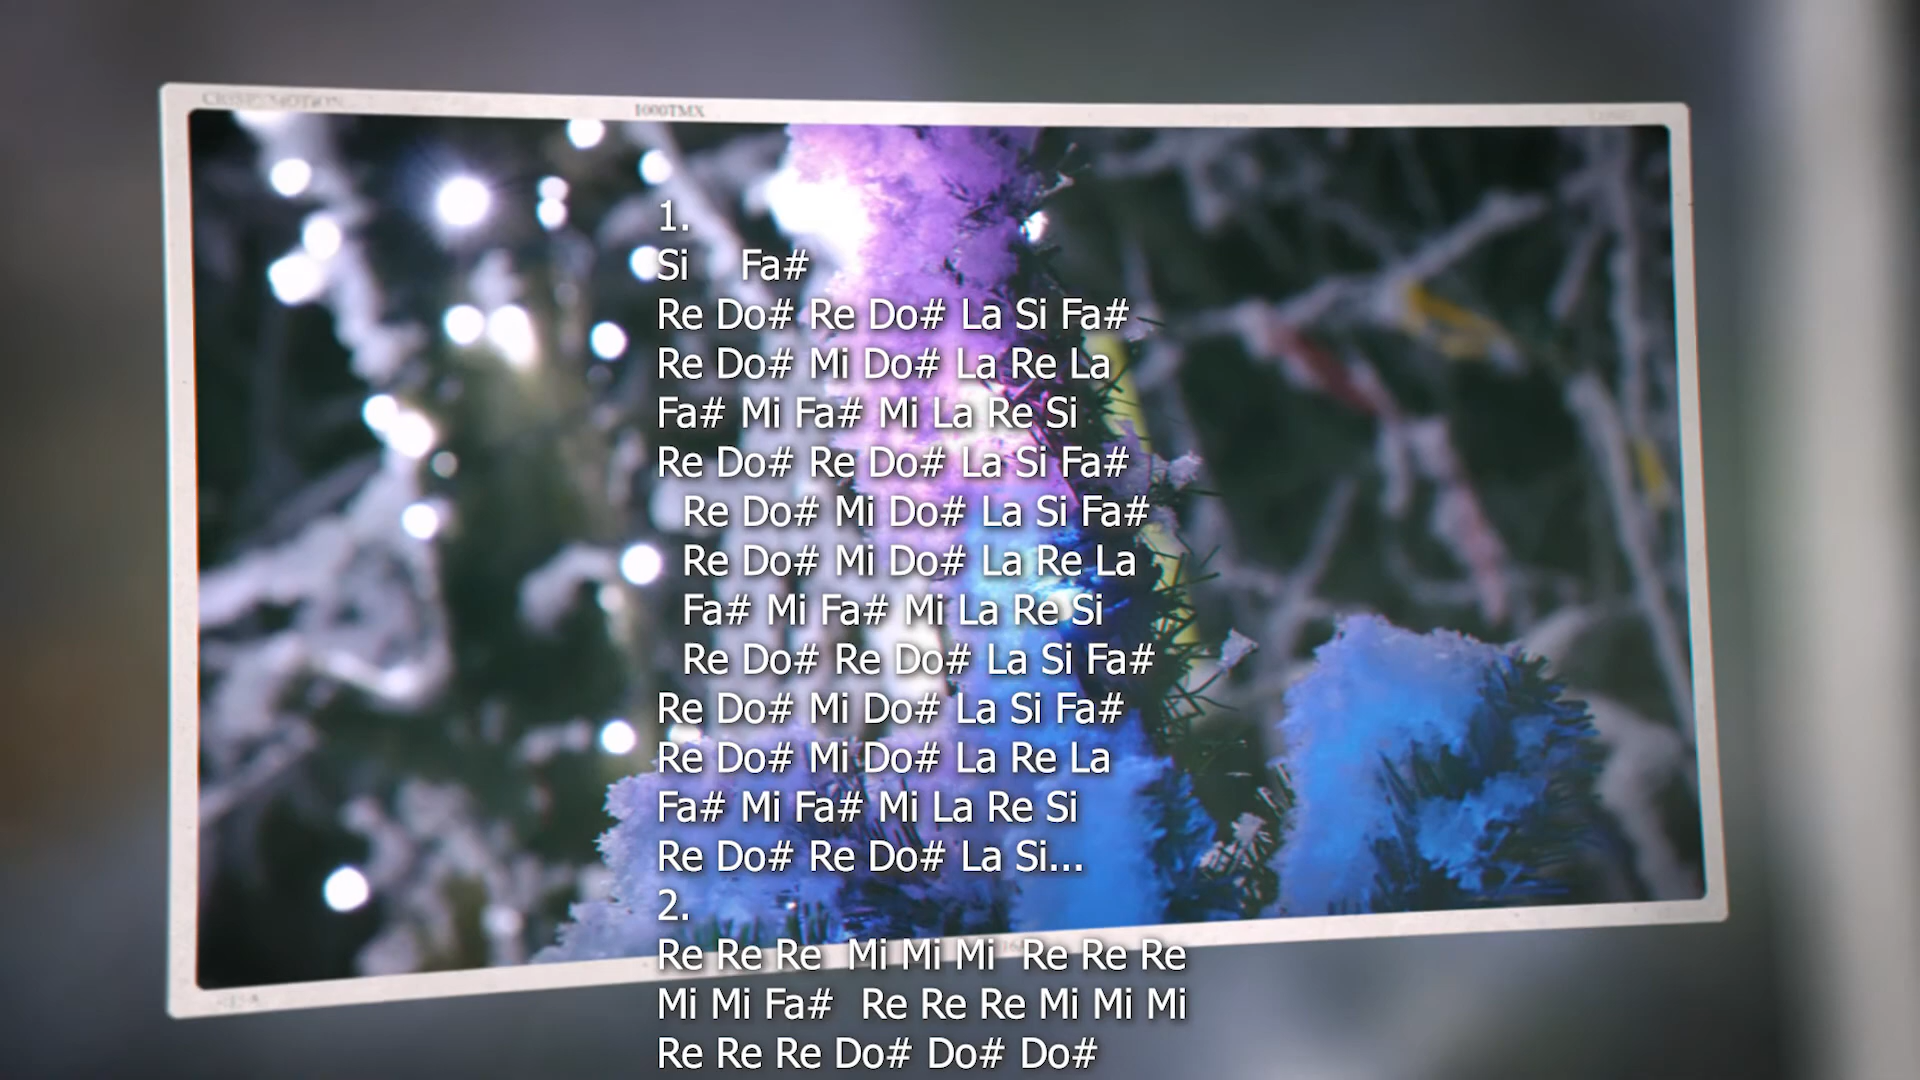 1000TMX
1.
Si Fa#
Re Do# Re Do# La Si Fa#
Re Do# Mi Do# La Re La
Fa# Mi Fa# Mi La Re Si
Re Do# Re Do# La Si Fa#
Re Do# Mi Do# La Si Fa#
Re Do# Mi Do# La Re La
Fa# Mi Fa# Mi La Re Si
Re Do# Re Do# La Si Fa#
Re Do# Mi Do# La Si Fa#
Re Do# Mi Do# La Re La
Fa# Mi Fa# Mi La Re Si
Re Do# Re Do# La Si...
2.
Re Re Re Mi Mi Mi Re Re Re
Mi Mi Fa# Re Re Re Mi Mi Mi
Re Re Re Do# Do# Do#